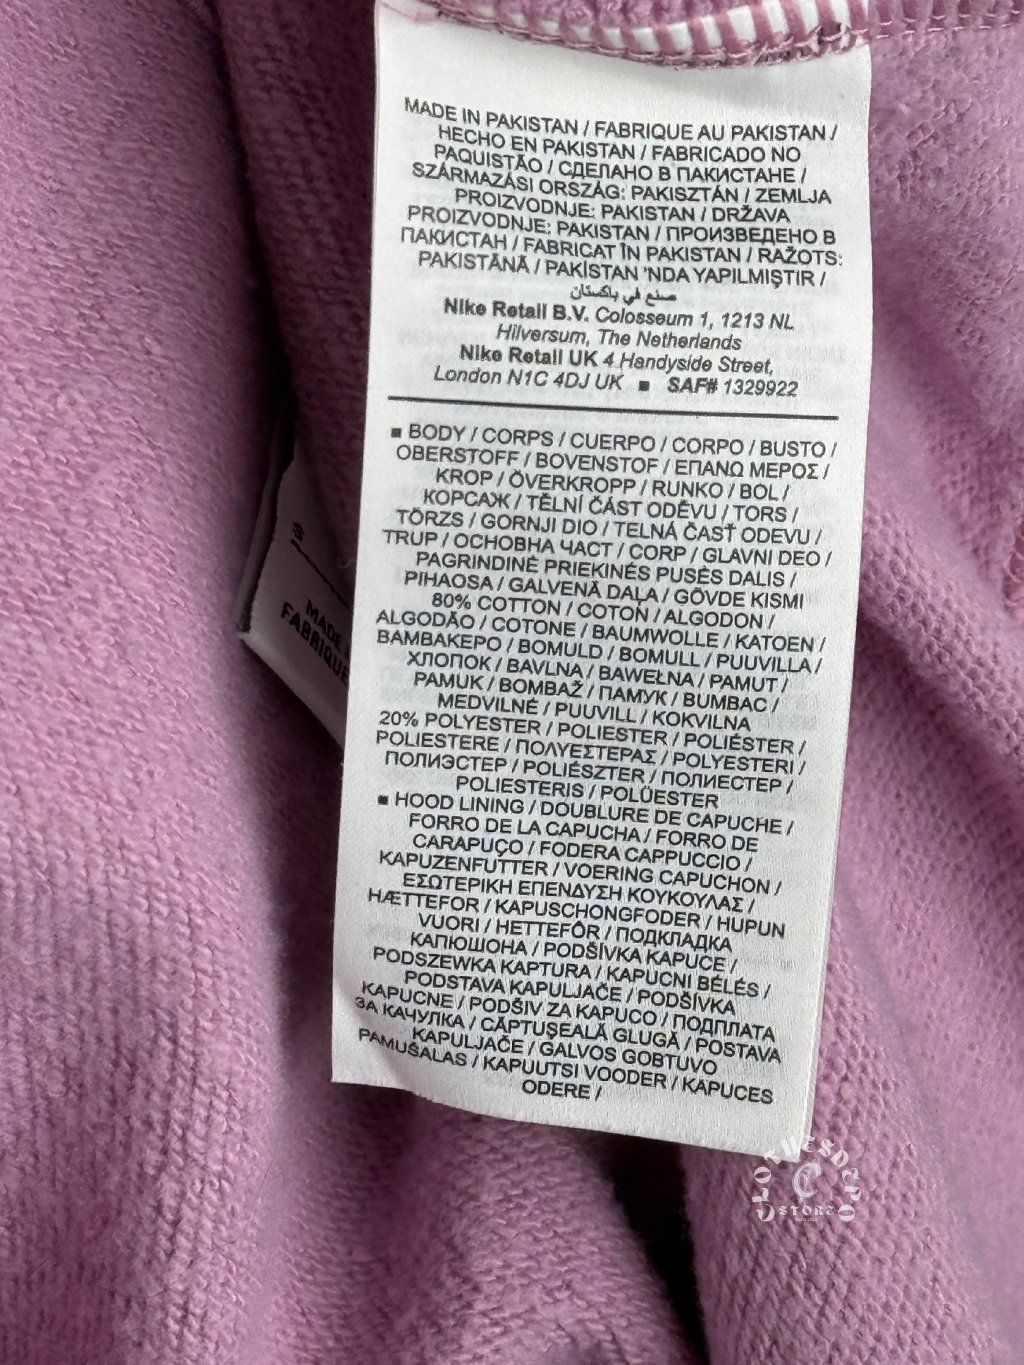 MADE IN PAKISTAN / FABRIQUE AU PAKISTAN /
HECHO EN PAKISTAN / FABRICADO NO
PAQUISTÃO / СДЕЛАНО В ПАКИСТАНЕ /
SZÁRMAZÁSI ORSZÁG: PAKISZTÁN / ZEMLJA
PROIZVODNJE: PAKISTAN / DRŽAVA
PROIZVODNJE: PAKISTAN / ПРОИЗВЕДЕНО В
ПАКИСТАН / FABRICAT ÎN PAKISTAN / RAŽOTS:
PAKISTĀNĀ / PAKİSTAN 'NDA YAPILMIŞTIR /
صنع في باكستان
Nike Retail B.V. Colosseum 1, 1213 NL
Hilversum, The Netherlands
Nike Retail UK 4 Handyside Street,
London N1C 4DJ UK ■ SAF# 1329922
■ BODY / CORPS / CUERPO / CORPO / BUSTO /
OBERSTOFF / BOVENSTOF / ΕΠΑΝΩ ΜΕΡΟΣ /
KROP / ÖVERKROPP / RUNKO / BOL /
КОРСАЖ / TĚLNÍ ČÁST ODĚVU / TORS /
TÖRZS / GORNJI DIO / TELNÁ ČASŤ ODEVU /
TRUP / ОСНОВНА ЧАСТ / CORP / GLAVNI DEO /
PAGRINDINĖ PRIEKINĖS PUSĖS DALIS /
PIHAOSA / GALVENĀ DAĻA / GÖVDE KISMI
80% COTTON / COTON / ALGODON /
ALGODÃO / COTONE / BAUMWOLLE / KATOEN /
ΒΑΜΒΑΚΕΡΟ / BOMULD / BOMULL / PUUVILLA /
ХЛОПОК / BAVLNA / BAWEŁNA / PAMUT /
PAMUK / BOMBAŽ / ПАМУК / BUMBAC /
MEDVILNĖ / PUUVILL / KOKVILNA
20% POLYESTER / POLIESTER / POLIÉSTER /
POLIESTERE / ΠΟΛΥΕΣΤΕΡΑΣ / POLYESTERI /
ПОЛИЭСТЕР / POLIÉSZTER / ПОЛИЕСТЕР /
POLIESTERIS / POLÜESTER
■ HOOD LINING / DOUBLURE DE CAPUCHE /
FORRO DE LA CAPUCHA / FORRO DE
CARAPUÇO / FODERA CAPPUCCIO /
KAPUZENFUTTER / VOERING CAPUCHON /
ΕΣΩΤΕΡΙΚΗ ΕΠΕΝΔΥΣΗ ΚΟΥΚΟΥΛΑΣ /
HÆTTEFOR / KAPUSCHONGFODER / HUPUN
VUORI / HETTEFÔR / ПОДКЛАДКА
КАПЮШОНА / PODŠÍVKA KAPUCE /
PODSZEWKA KAPTURA / KAPUCNI BÉLÉS /
PODSTAVA KAPULJAČE / PODŠÍVKA
KAPUCNE / PODŠIV ZA KAPUCO / ПОДПЛАТА
ЗА КАЧУЛКА / CĂPTUŞEALĂ GLUGĂ / POSTAVA
KAPULJAČE / GALVOS GOBTUVO
PAMUŠALAS / KAPUUTSI VOODER / KAPUCES
ODERE /
MADE
FABRIQUE
CLOTHESDEPO
STORE